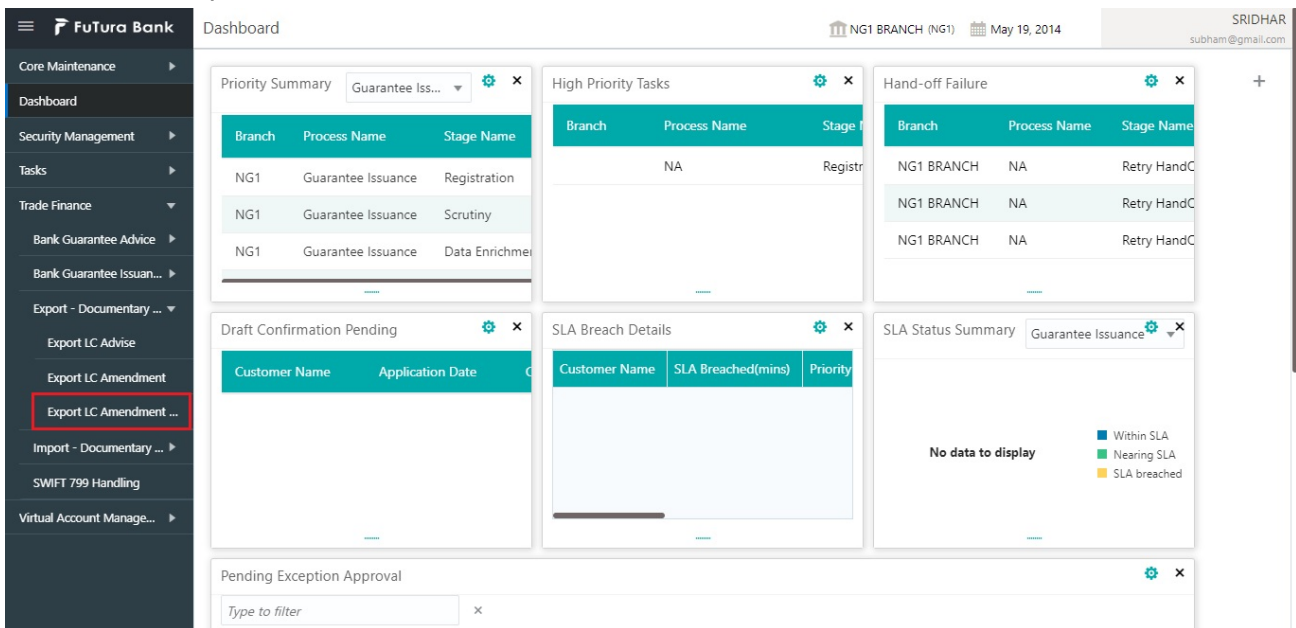 FuTura Bank
Dashboard
NG1 BRANCH (NG1)
May 19, 2014
SRIDHAR
subham@gmail.com
Core Maintenance
Dashboard
Security Management
Tasks
Trade Finance
Bank Guarantee Advice
Bank Guarantee Issuan...
Export - Documentary ...
Export LC Advise
Export LC Amendment
Export LC Amendment ...
Import - Documentary ...
SWIFT 799 Handling
Virtual Account Manage...
Priority Summary
Guarantee Iss...
Branch Process Name Stage Name
NG1 Guarantee Issuance Registration
NG1 Guarantee Issuance Scrutiny
NG1 Guarantee Issuance Data Enrichme
High Priority Tasks
Branch Process Name Stage
NA Registr
Hand-off Failure
Branch Process Name Stage Name
NG1 BRANCH NA Retry Hand
NG1 BRANCH NA Retry Hand
NG1 BRANCH NA Retry Hand
Draft Confirmation Pending
Customer Name Application Date
SLA Breach Details
Customer Name SLA Breached(mins) Priority
SLA Status Summary
Guarantee Issuance
No data to display
Within SLA
Nearing SLA
SLA breached
Pending Exception Approval
Type to filter